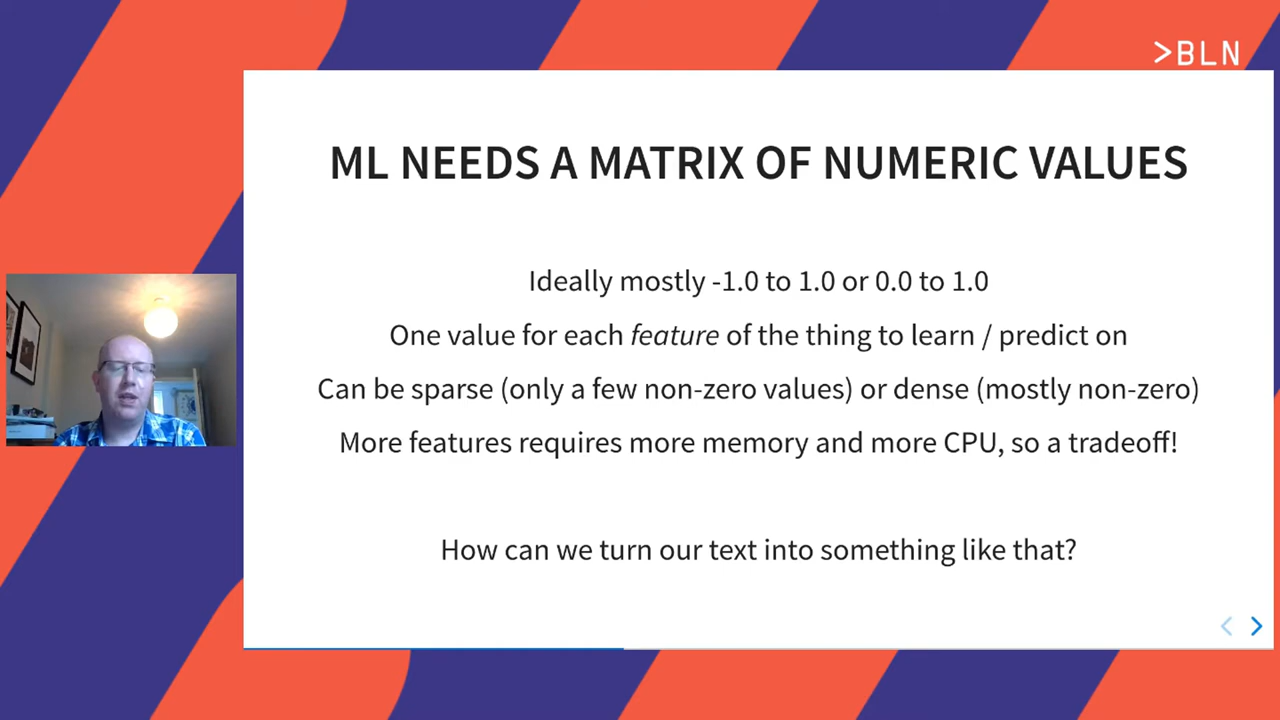 >BLN
ML NEEDS A MATRIX OF NUMERIC VALUES
Ideally mostly -1.0 to 1.0 or 0.0 to 1.0
One value for each feature of the thing to learn / predict on
Can be sparse (only a few non-zero values) or dense (mostly non-zero)
More features requires more memory and more CPU, so a tradeoff!
How can we turn our text into something like that?